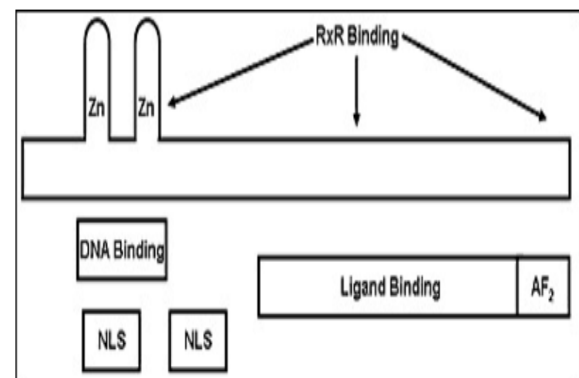 RxR Binding
Zn Zn
DNA Binding
Ligand Binding AF₂
NLS NLS